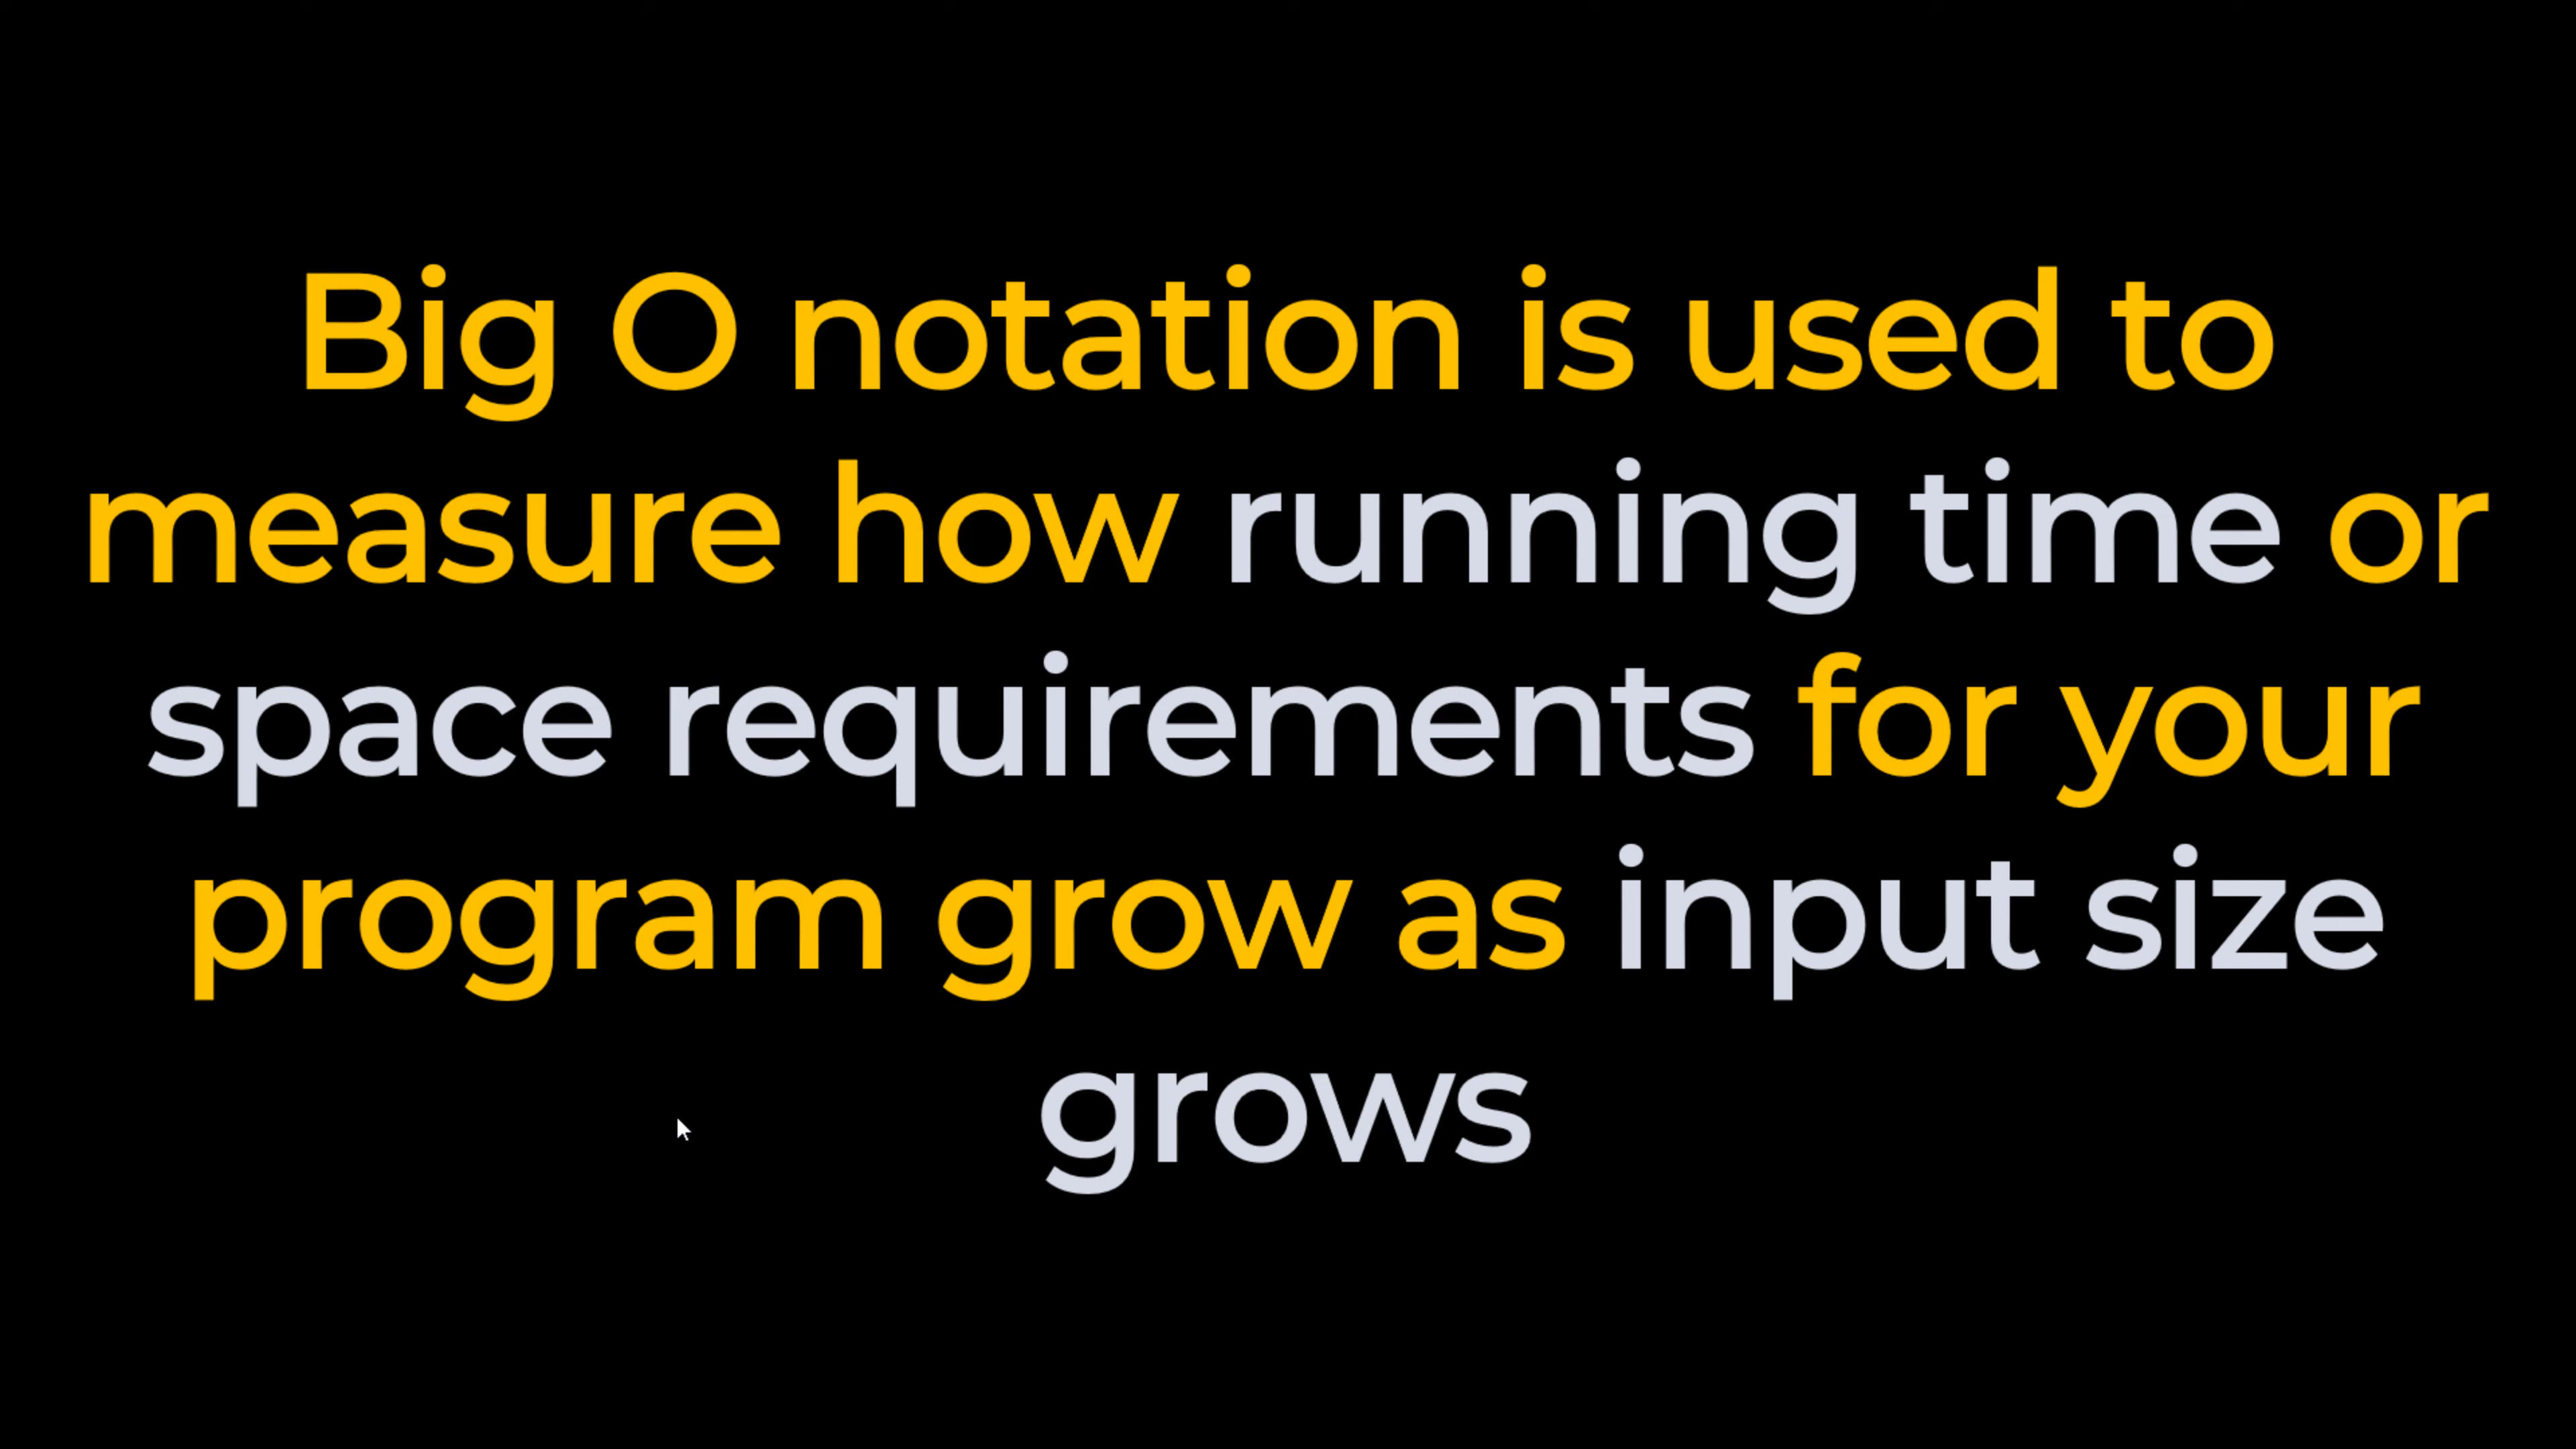 Big O notation is used to
measure how running time or
space requirements for your
program grow as input size
grows